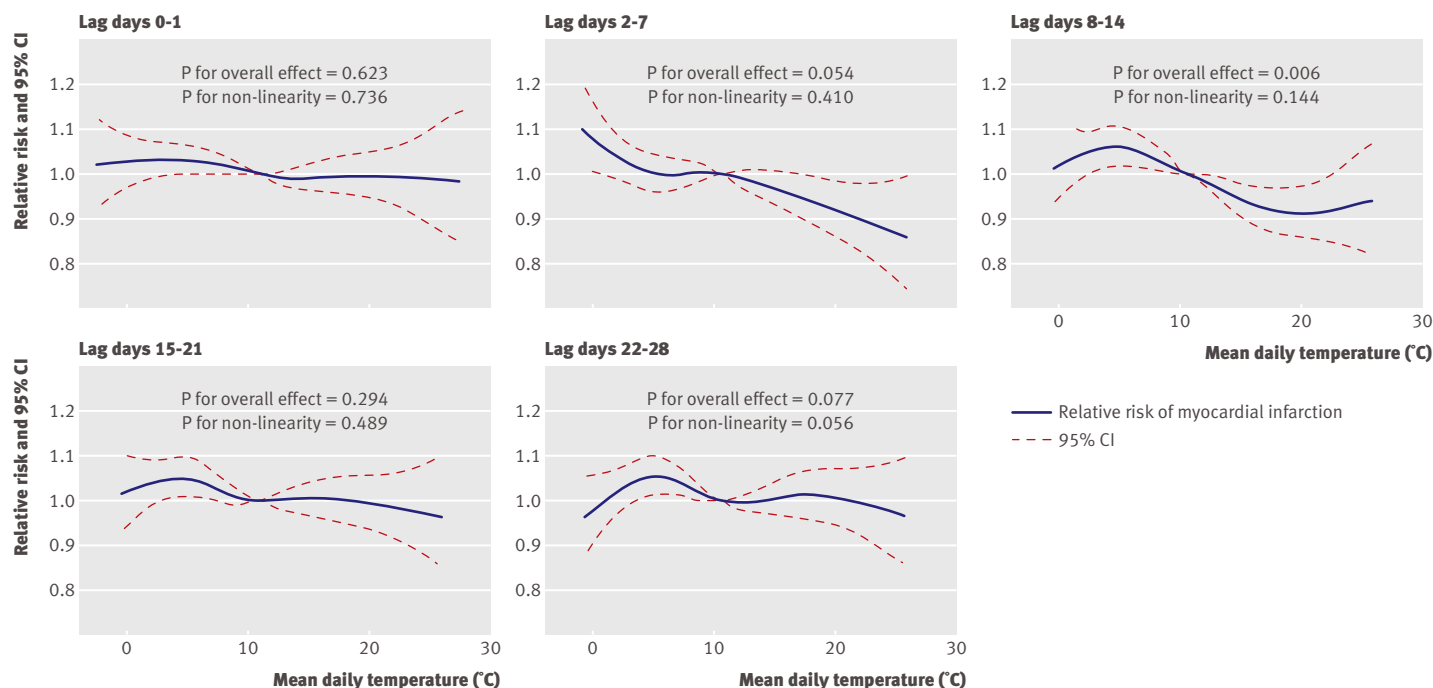 Lag days 0-1
Relative risk and 95% CI
1.2
1.1
1.0
0.9
0.8
P for overall effect = 0.623
P for non-linearity = 0.736
Lag days 2-7
1.2
1.1
1.0
0.9
0.8
P for overall effect = 0.054
P for non-linearity = 0.410
Lag days 8-14
1.2
1.1
1.0
0.9
0.8
P for overall effect = 0.006
P for non-linearity = 0.144
0 10 20 30
Mean daily temperature (˚C)
Lag days 15-21
Relative risk and 95% CI
1.2
1.1
1.0
0.9
0.8
P for overall effect = 0.294
P for non-linearity = 0.489
0 10 20 30
Mean daily temperature (˚C)
Lag days 22-28
1.2
1.1
1.0
0.9
0.8
P for overall effect = 0.077
P for non-linearity = 0.056
0 10 20 30
Mean daily temperature (˚C)
Relative risk of myocardial infarction
95% CI